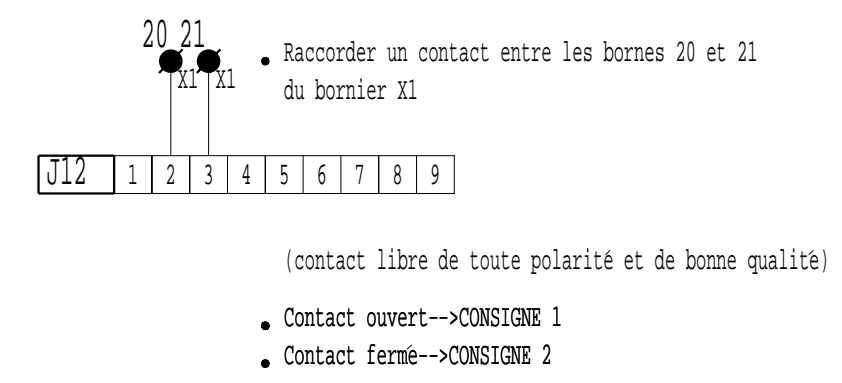 20 21
X1 X1
• Raccorder un contact entre les bornes 20 et 21
du bornier X1
J12 1 2 3 4 5 6 7 8 9
(contact libre de toute polarité et de bonne qualité)
• Contact ouvert-->CONSIGNE 1
• Contact fermé-->CONSIGNE 2